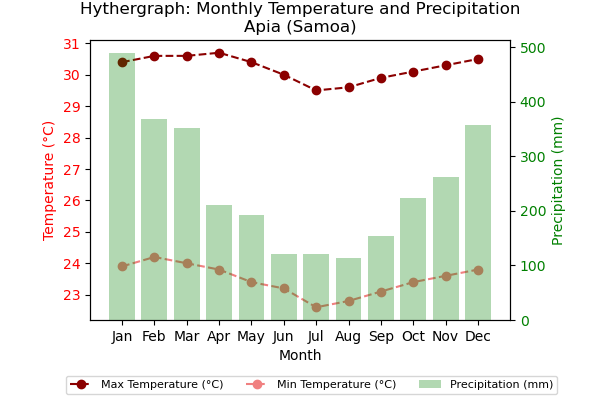 Hythergraph: Monthly Temperature and Precipitation
Apia (Samoa)
31
30
29
28
27
26
25
24
23
Temperature (°C)
500
400
300
200
100
0
Precipitation (mm)
Jan Feb Mar Apr May Jun Jul Aug Sep Oct Nov Dec
Month
Max Temperature (°C) Min Temperature (°C) Precipitation (mm)